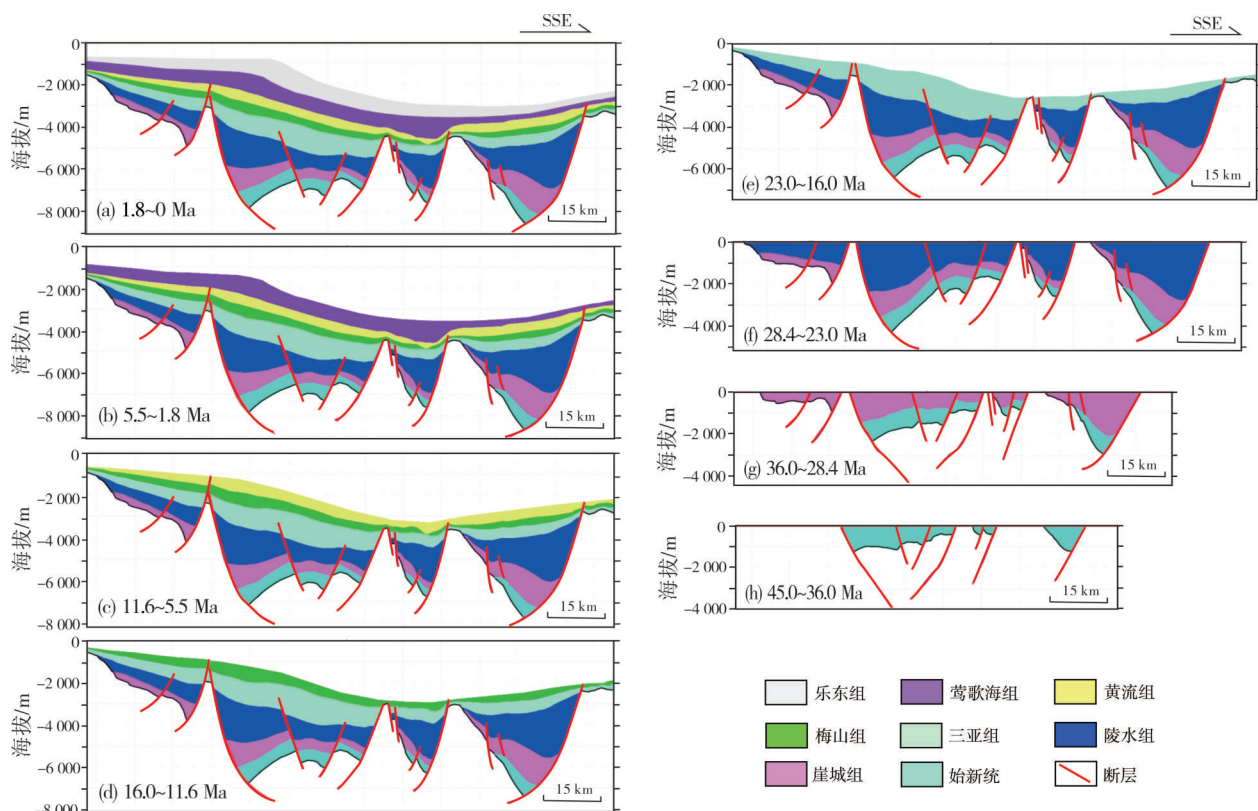 SSE
0
−2 000
−4 000
−6 000
−8 000
海拔/m
(a) 1.8~0 Ma
15 km
0
−2 000
−4 000
−6 000
−8 000
海拔/m
(b) 5.5~1.8 Ma
15 km
0
−2 000
−4 000
−6 000
−8 000
海拔/m
(c) 11.6~5.5 Ma
15 km
0
−2 000
−4 000
−6 000
−8 000
海拔/m
(d) 16.0~11.6 Ma
15 km
SSE
0
−2 000
−4 000
−6 000
海拔/m
(e) 23.0~16.0 Ma
15 km
0
−2 000
−4 000
海拔/m
(f) 28.4~23.0 Ma
15 km
0
−2 000
−4 000
海拔/m
(g) 36.0~28.4 Ma
15 km
0
−2 000
−4 000
海拔/m
(h) 45.0~36.0 Ma
15 km
乐东组 莺歌海组 黄流组
梅山组 三亚组 陵水组
崖城组 始新统 断层